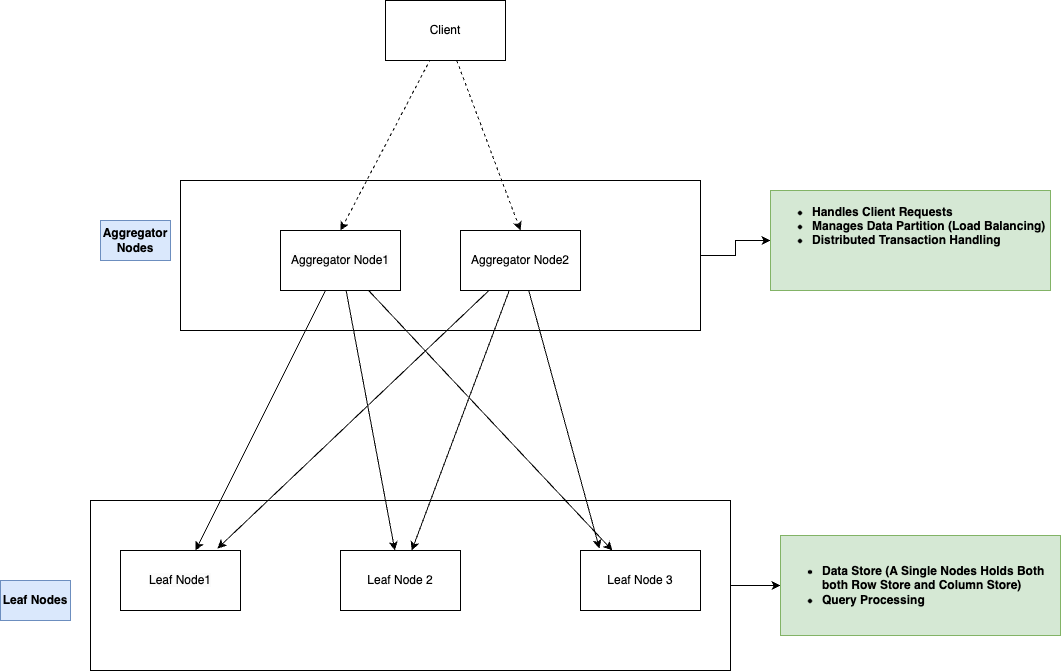 Client
Aggregator
Nodes
Aggregator Node1
Aggregator Node2
• Handles Client Requests
• Manages Data Partition (Load Balancing)
• Distributed Transaction Handling
Leaf Nodes
Leaf Node1
Leaf Node 2
Leaf Node 3
• Data Store (A Single Nodes Holds Both
both Row Store and Column Store)
• Query Processing